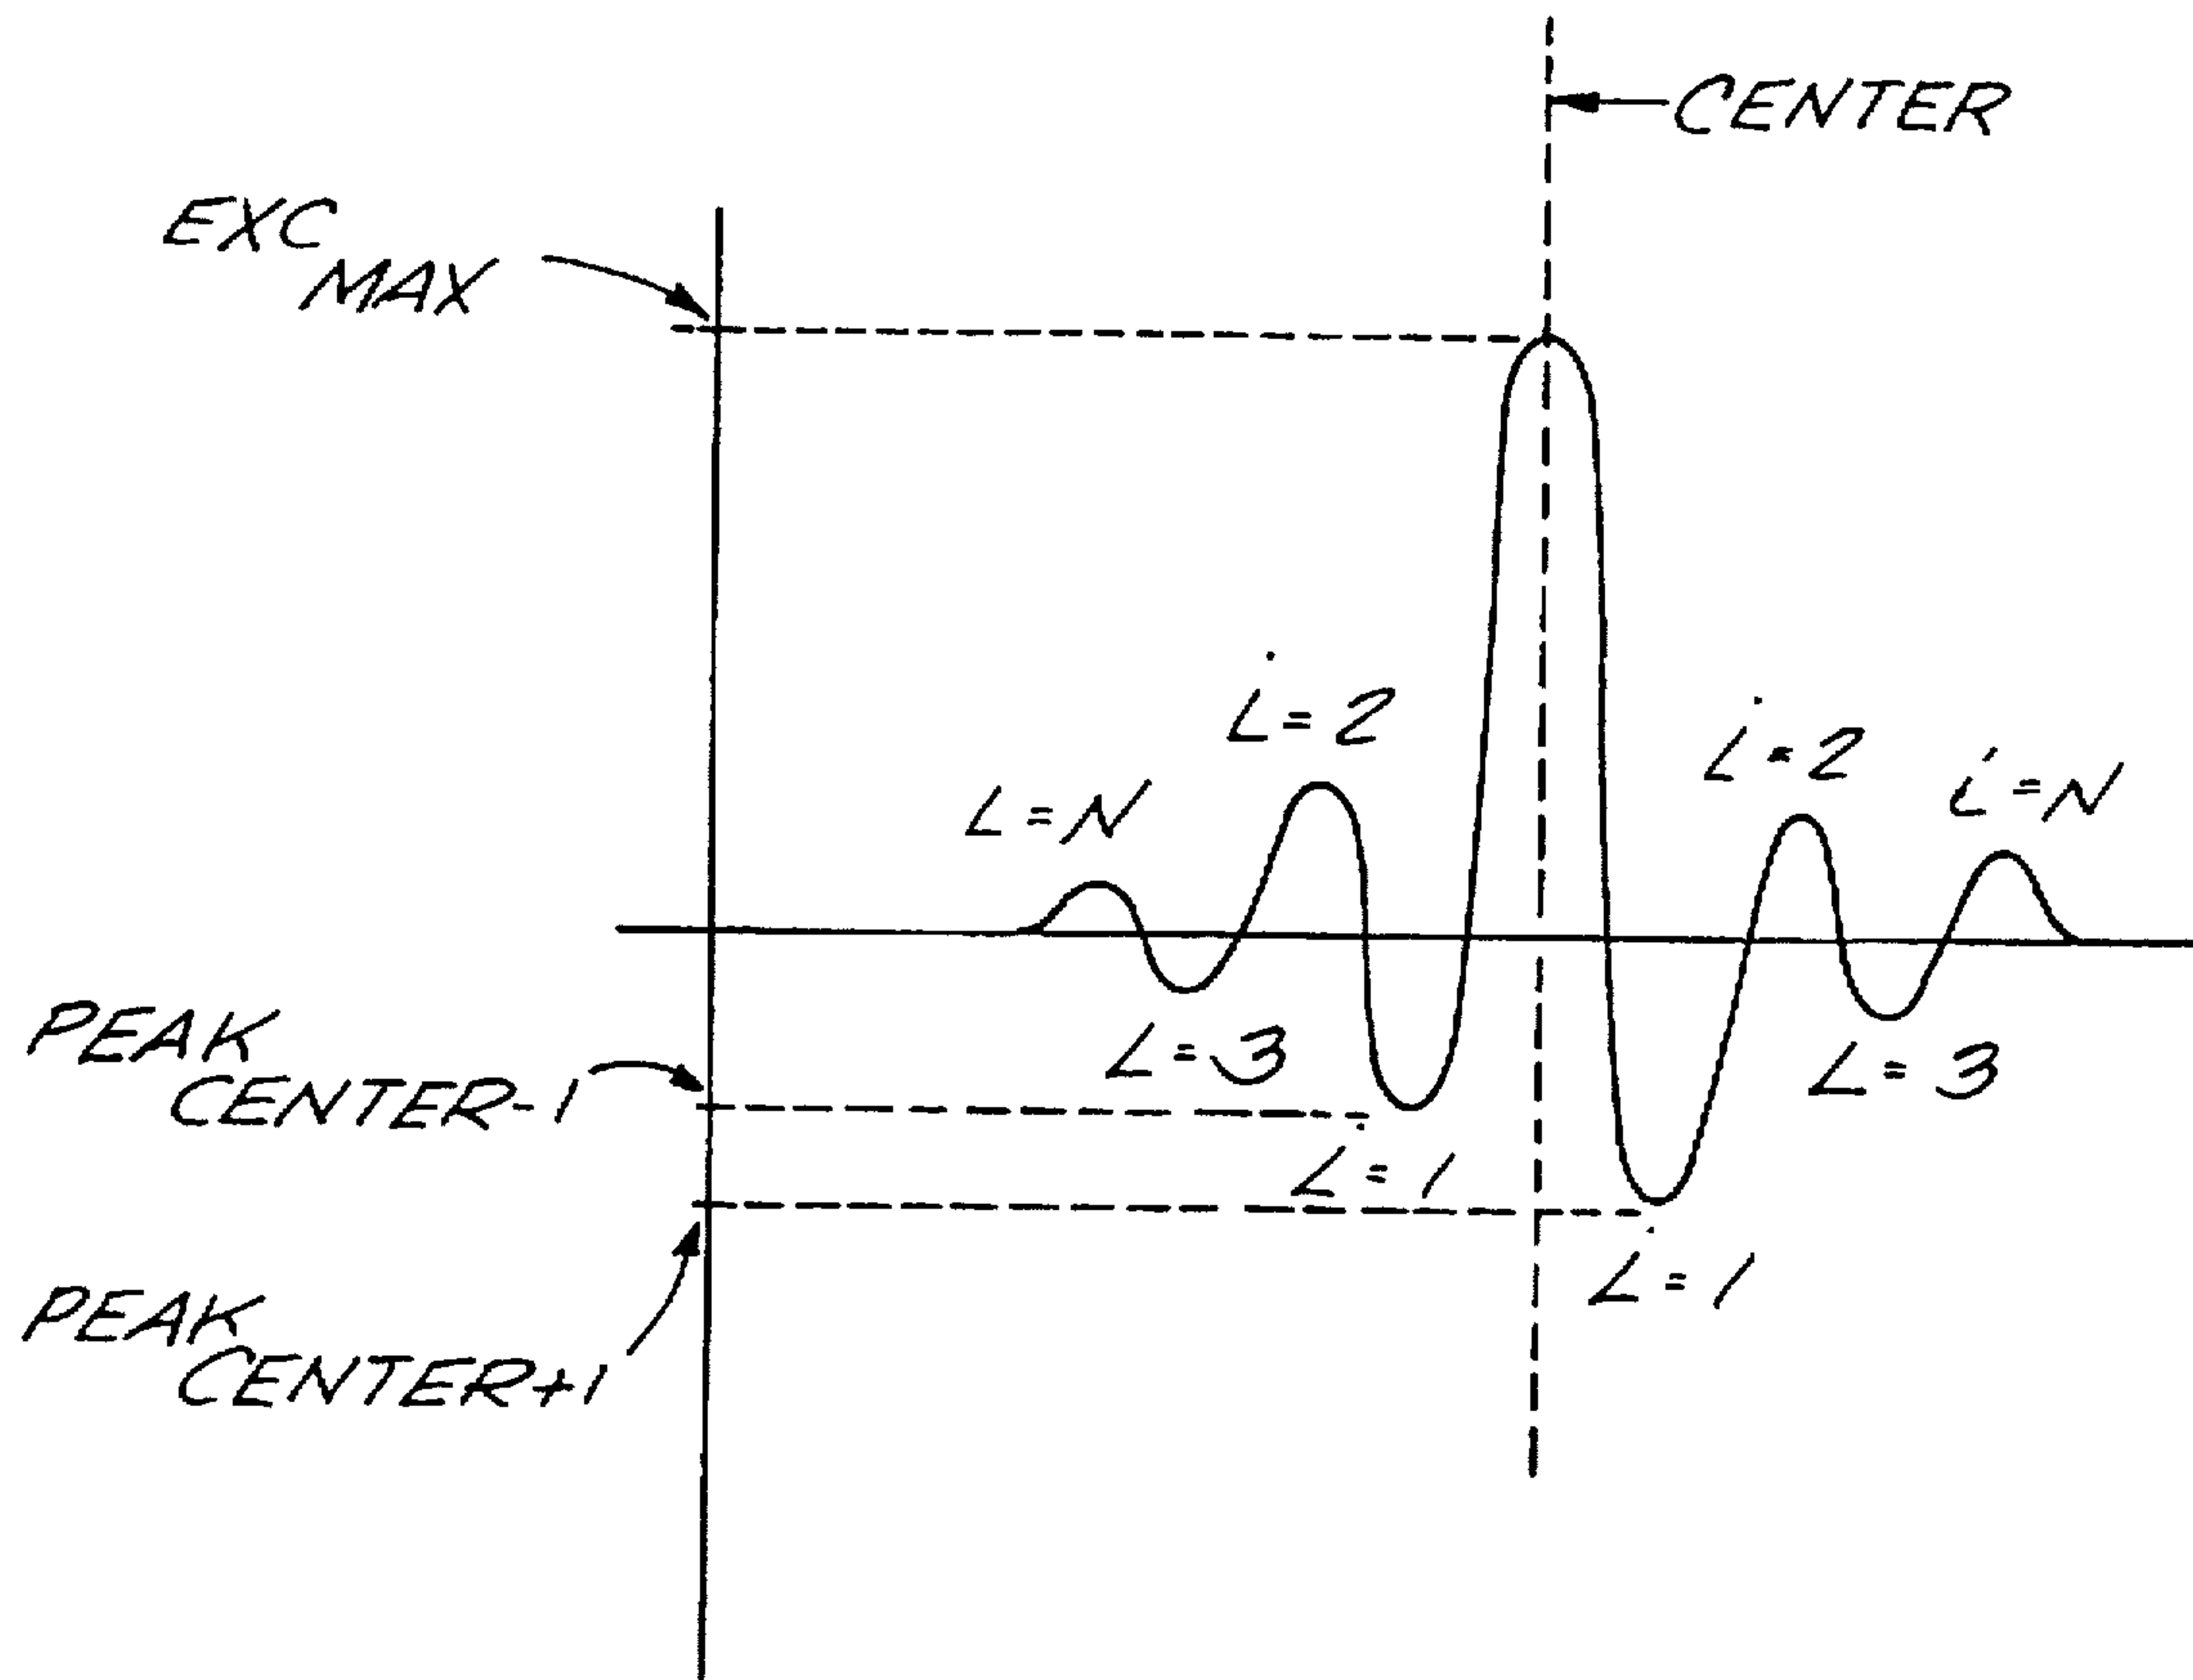 CENTER
EXC
MAX
i=2
i=2
i=N
L=N
PEAK
CENTER-1
L=3
L=3
i=1
PEAK
CENTER+1
i=1